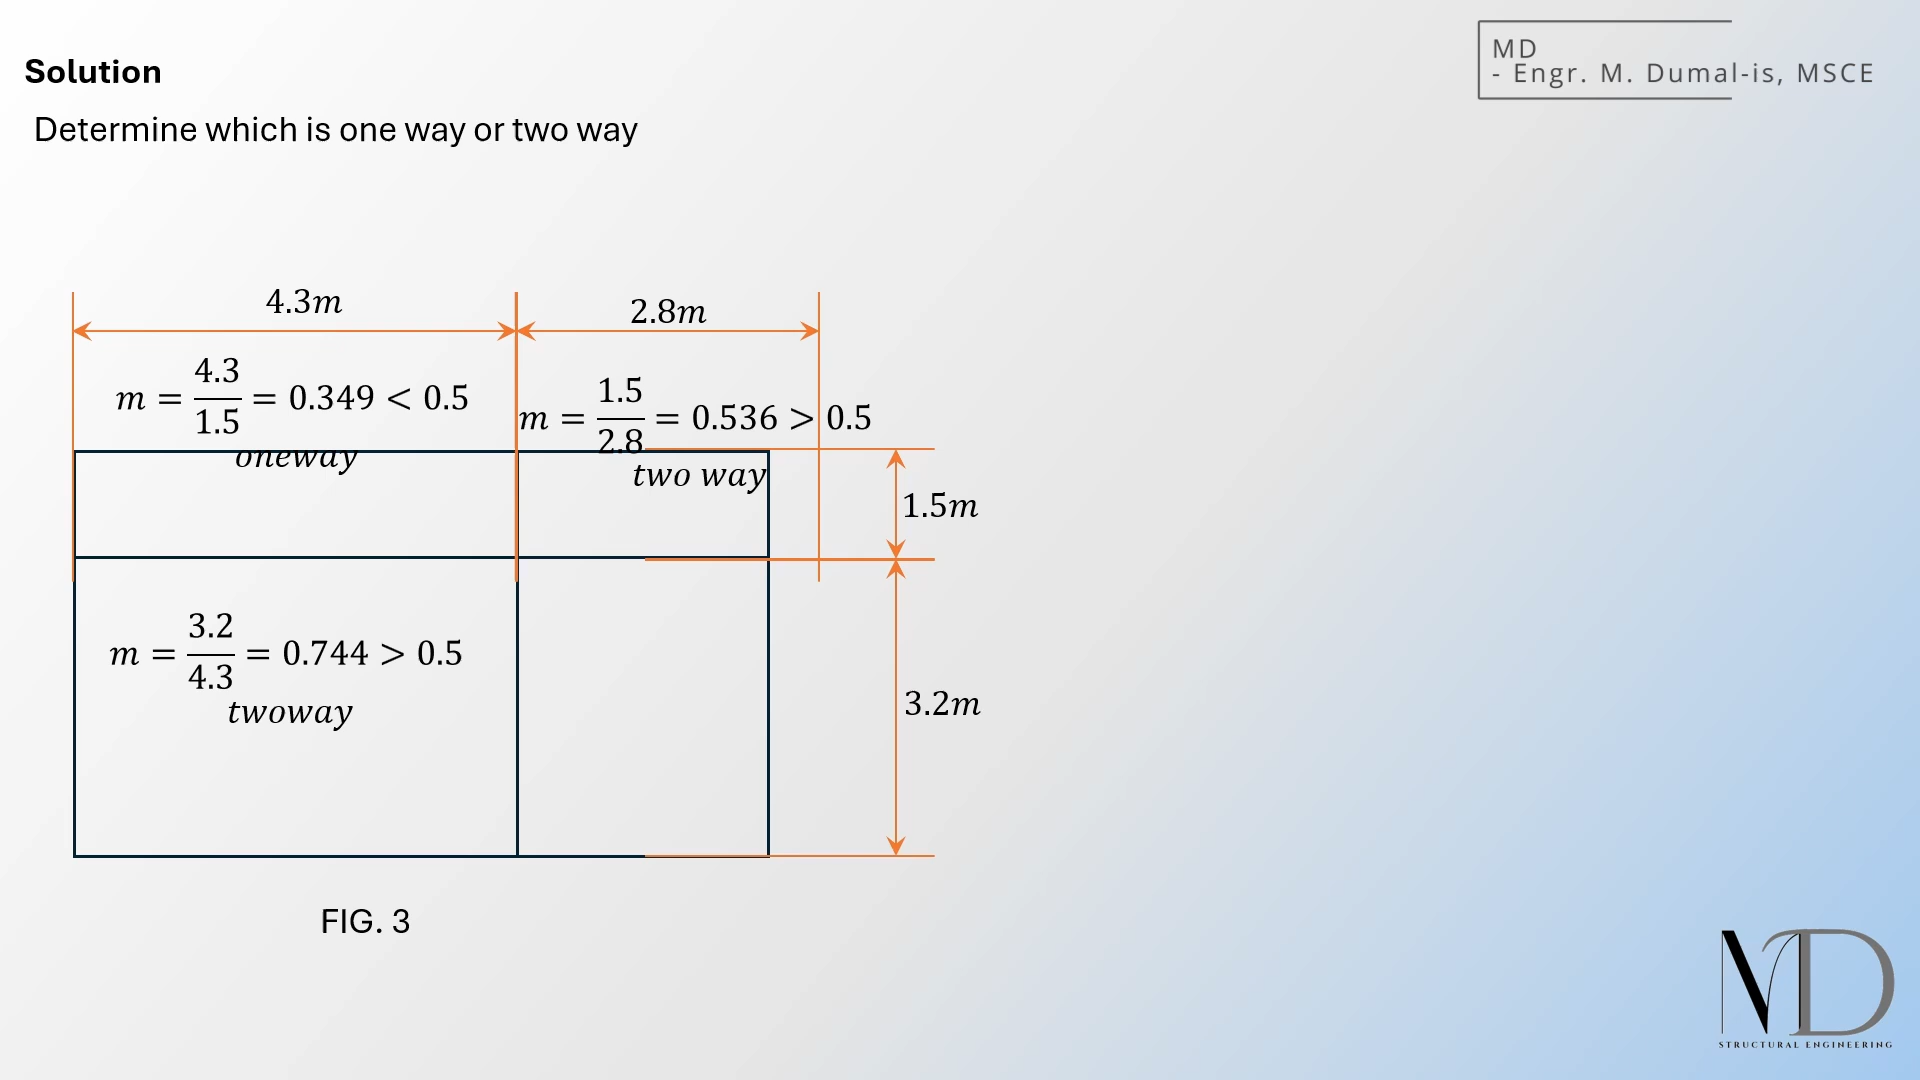 MD
- Engr. M. Dumal-is, MSCE
Solution
Determine which is one way or two way
4.3m
2.8m
m = 4.3/1.5 = 0.349 < 0.5
oneway
m = 1.5/2.8 = 0.536 > 0.5
two way
1.5m
m = 3.2/4.3 = 0.744 > 0.5
twoway
3.2m
FIG. 3
MD
STRUCTURAL ENGINEERING